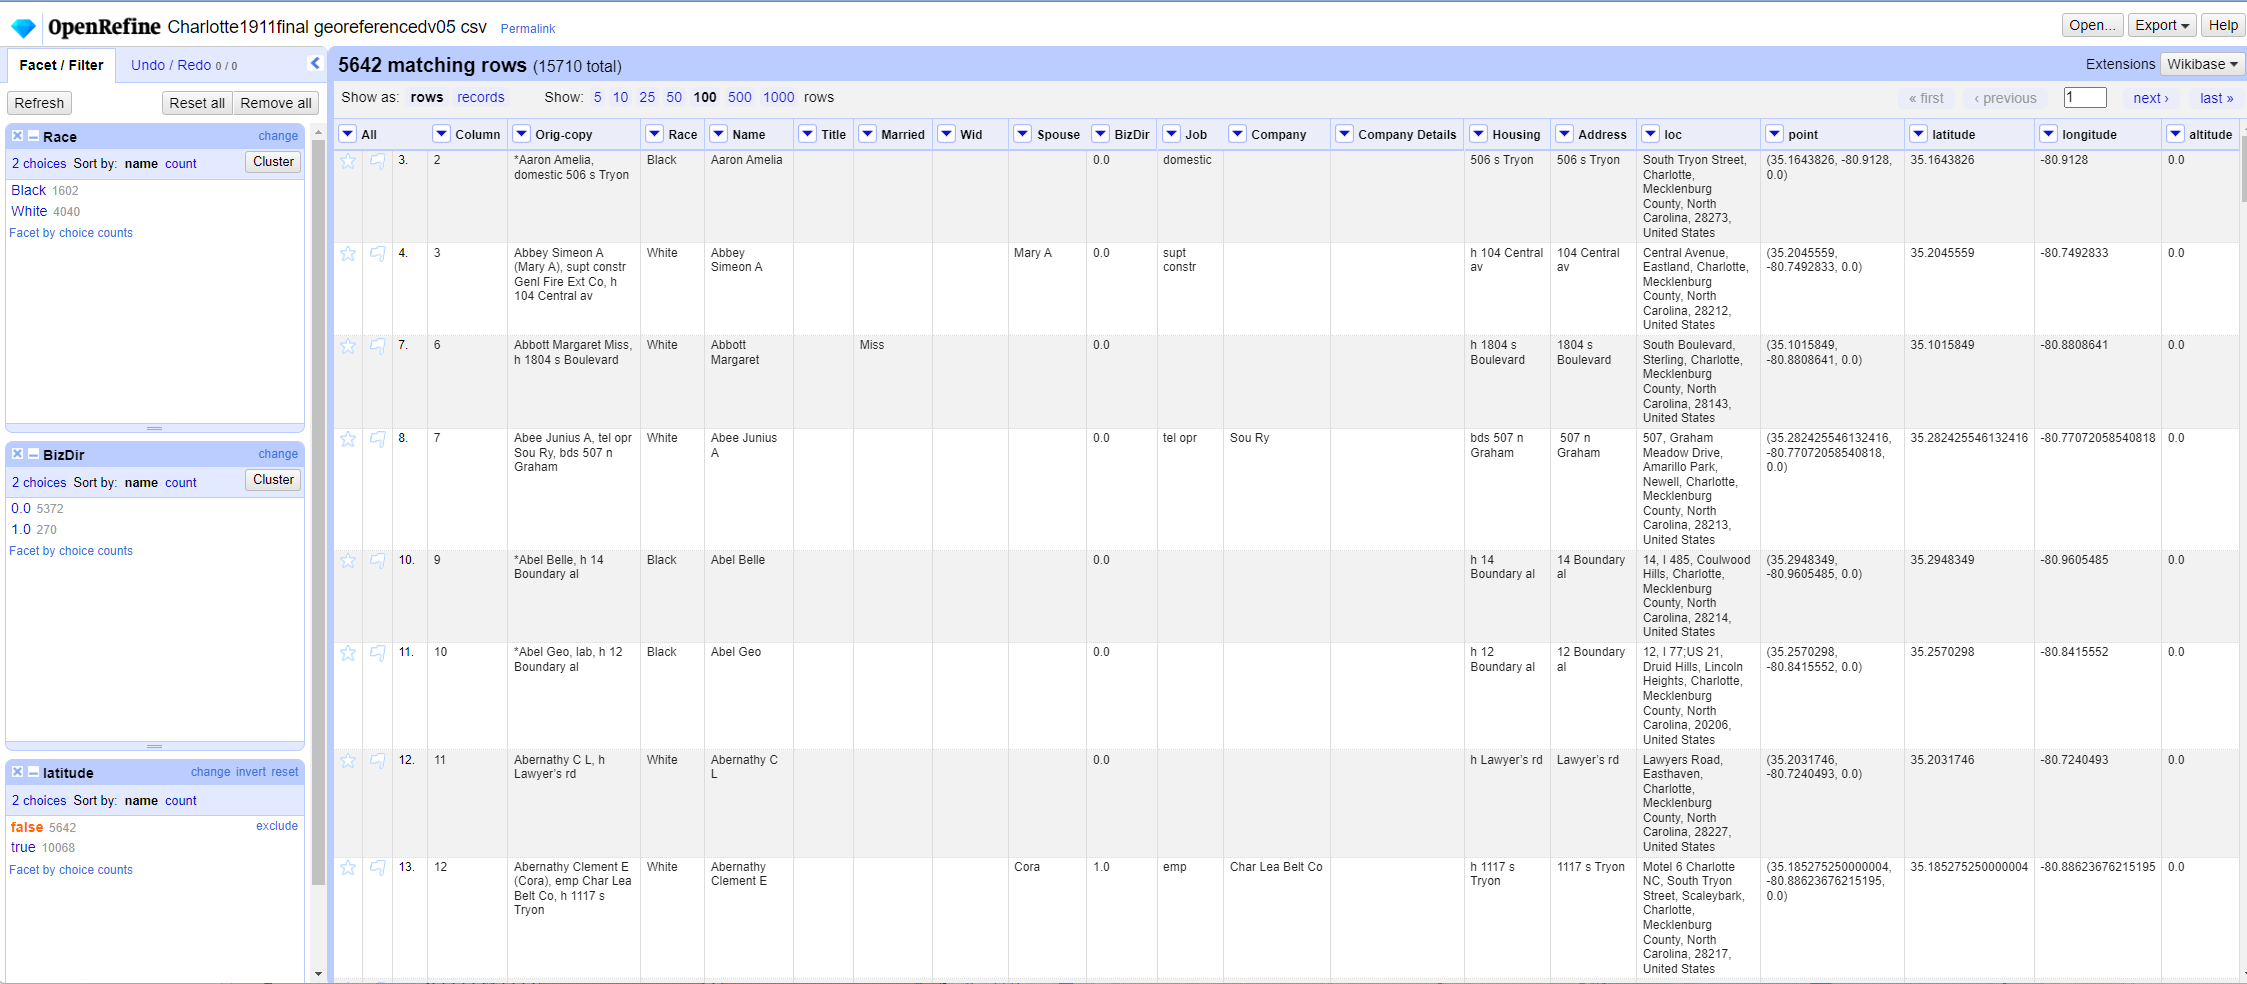 OpenRefine Charlotte1911final georeferencedv05 csv Permalink
Open... Export Help
Facet / Filter Undo / Redo 0 / 0
5642 matching rows (15710 total)
Extensions Wikibase
Refresh Reset all Remove all
Show as: rows records Show: 5 10 25 50 100 500 1000 rows
« first ‹ previous 1 next › last »
Race change
2 choices Sort by: name count Cluster
Black 1602
White 4040
Facet by choice counts
BizDir change
2 choices Sort by: name count Cluster
0.0 5372
1.0 270
Facet by choice counts
latitude change invert reset
2 choices Sort by: name count
false 5642 exclude
true 10068
Facet by choice counts
All Column Orig-copy Race Name Title Married Wid Spouse BizDir Job Company Company Details Housing Address loc point latitude longitude altitude
3. 2 *Aaron Amelia, Black Aaron Amelia 0.0 domestic 506 s Tryon 506 s Tryon South Tryon Street, (35.1643826, -80.9128, 35.1643826 -80.9128 0.0
domestic 506 s Tryon Charlotte, 0.0)
Mecklenburg
County, North
Carolina, 28273,
United States
4. 3 Abbey Simeon A White Abbey Mary A 0.0 supt h 104 Central 104 Central Central Avenue, (35.2045559, 35.2045559 -80.7492833 0.0
(Mary A), supt constr Simeon A constr av av Eastland, Charlotte, -80.7492833, 0.0)
Genl Fire Ext Co, h Mecklenburg
104 Central av County, North
Carolina, 28212,
United States
7. 6 Abbott Margaret Miss, White Abbott Miss 0.0 h 1804 s 1804 s South Boulevard, (35.1015849, 35.1015849 -80.8808641 0.0
h 1804 s Boulevard Margaret Boulevard Boulevard Sterling, Charlotte, -80.8808641, 0.0)
Mecklenburg
County, North
Carolina, 28143,
United States
8. 7 Abee Junius A, tel opr White Abee Junius 0.0 tel opr Sou Ry bds 507 n 507 n 507, Graham (35.282425546132416, 35.282425546132416 -80.77072058540818 0.0
Sou Ry, bds 507 n A Graham Graham Meadow Drive, -80.77072058540818,
Graham Amarillo Park, 0.0)
Newell, Charlotte,
Mecklenburg
County, North
Carolina, 28213,
United States
10. 9 *Abel Belle, h 14 Black Abel Belle 0.0 h 14 14 Boundary 14, I 485, Coulwood (35.2948349, 35.2948349 -80.9605485 0.0
Boundary al Boundary al al Hills, Charlotte, -80.9605485, 0.0)
Mecklenburg
County, North
Carolina, 28214,
United States
11. 10 *Abel Geo, lab, h 12 Black Abel Geo 0.0 h 12 12 Boundary 12, I 77;US 21, (35.2570298, 35.2570298 -80.8415552 0.0
Boundary al Boundary al al Druid Hills, Lincoln -80.8415552, 0.0)
Heights, Charlotte,
Mecklenburg
County, North
Carolina, 20206,
United States
12. 11 Abernathy C L, h White Abernathy C 0.0 h Lawyer's rd Lawyer's rd Lawyers Road, (35.2031746, 35.2031746 -80.7240493 0.0
Lawyer's rd L Easthaven, -80.7240493, 0.0)
Charlotte,
Mecklenburg
County, North
Carolina, 28227,
United States
13. 12 Abernathy Clement E White Abernathy Cora 1.0 emp Char Lea Belt Co h 1117 s 1117 s Tryon Motel 6 Charlotte (35.185275250000004, 35.185275250000004 -80.88623676215195 0.0
(Cora), emp Char Lea Clement E Tryon NC, South Tryon -80.88623676215195,
Belt Co, h 1117 s Street, Scaleybark, 0.0)
Tryon Charlotte,
Mecklenburg
County, North
Carolina, 28217,
United States